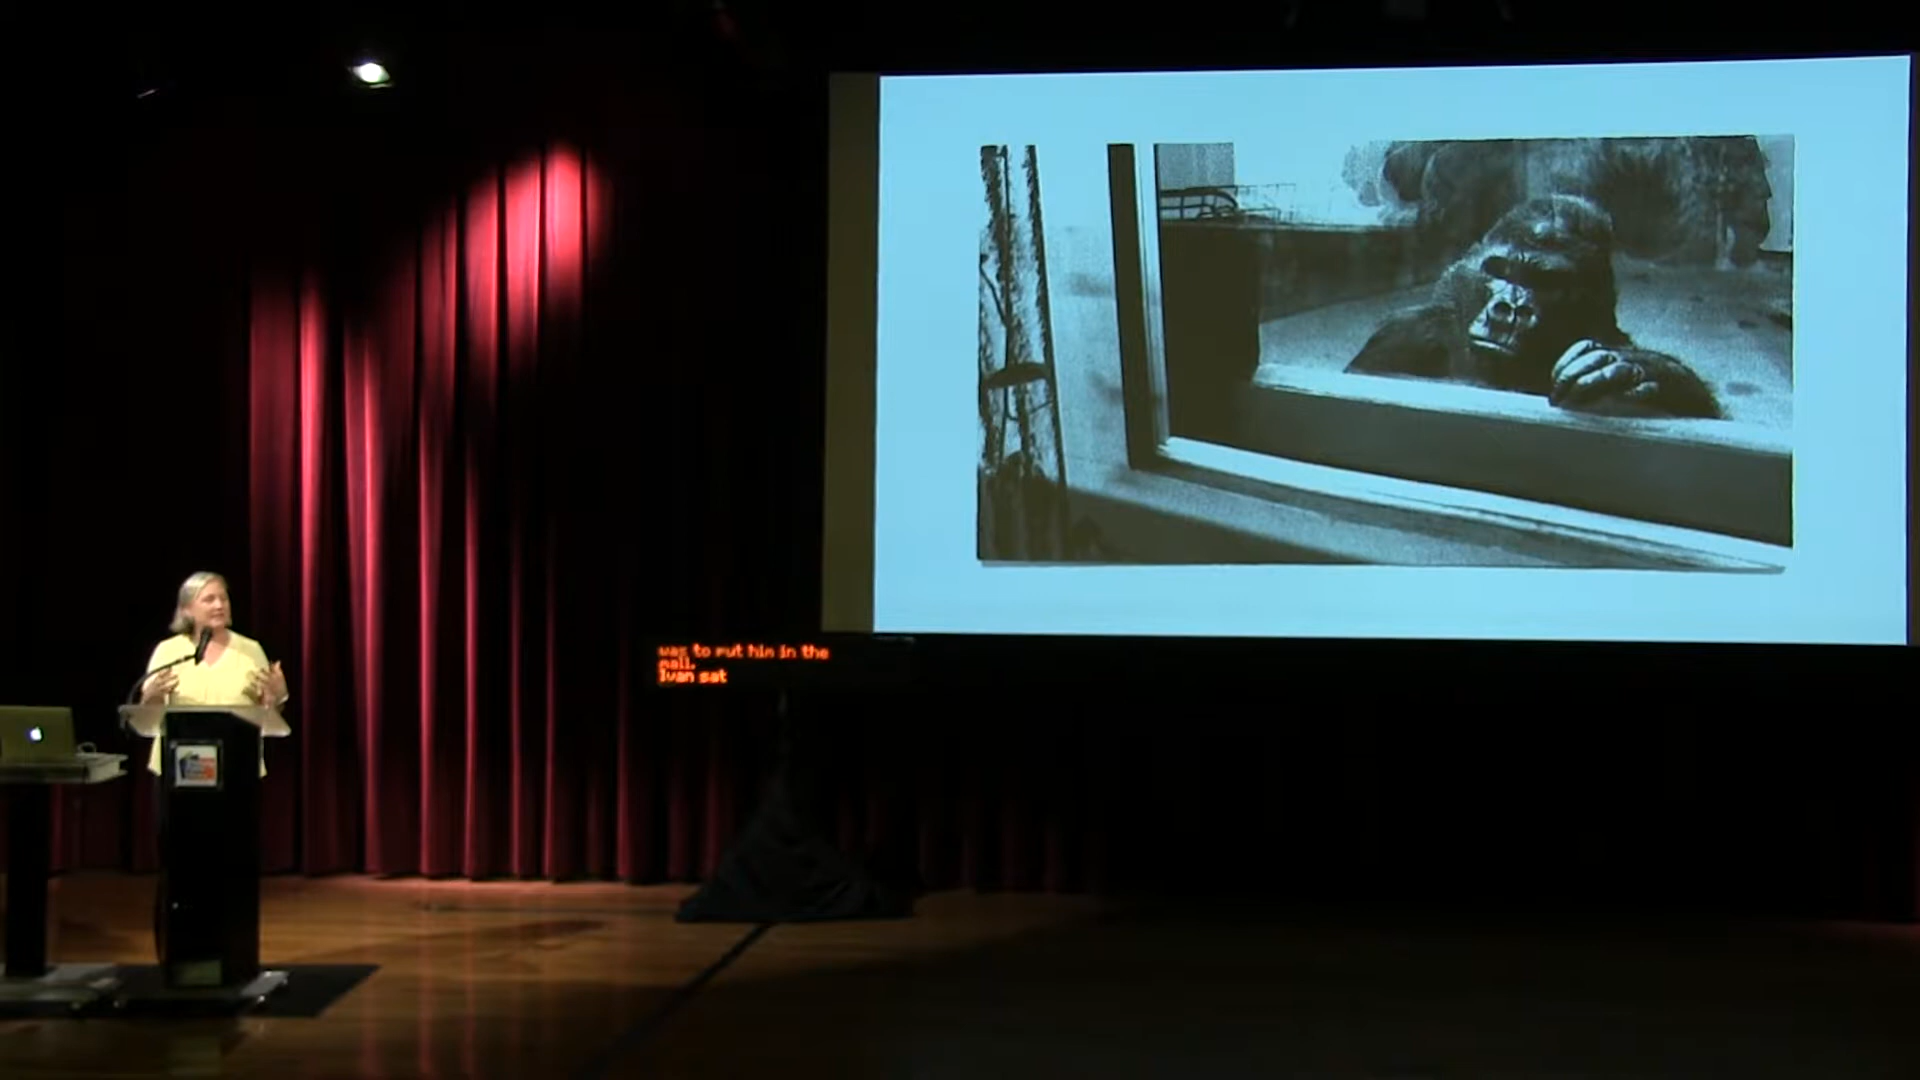 was to put him in the
mall.
Ivan sat